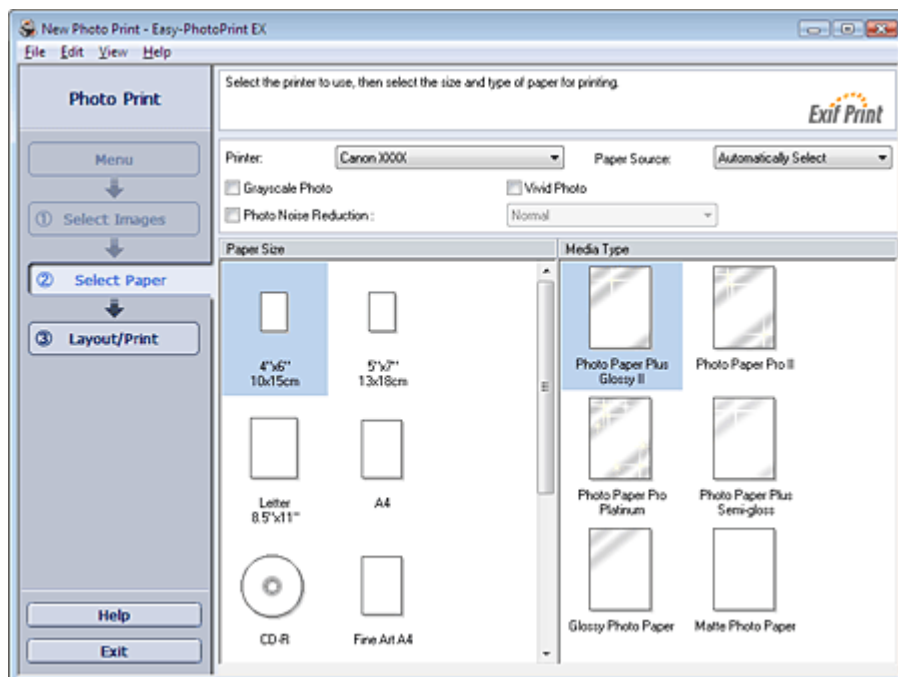 New Photo Print - Easy-PhotoPrint EX
File Edit View Help
Photo Print
Menu
① Select Images
② Select Paper
③ Layout/Print
Help
Exit
Select the printer to use, then select the size and type of paper for printing.
Exif Print
Printer: Canon XXXX Paper Source: Automatically Select
Grayscale Photo Vivid Photo
Photo Noise Reduction : Normal
Paper Size
4"x6"
10x15cm
5"x7"
13x18cm
Letter
8.5"x11"
A4
CD-R
Fine Art A4
Media Type
Photo Paper Plus
Glossy II
Photo Paper Pro II
Photo Paper Pro
Platinum
Photo Paper Plus
Semi-gloss
Glossy Photo Paper
Matte Photo Paper